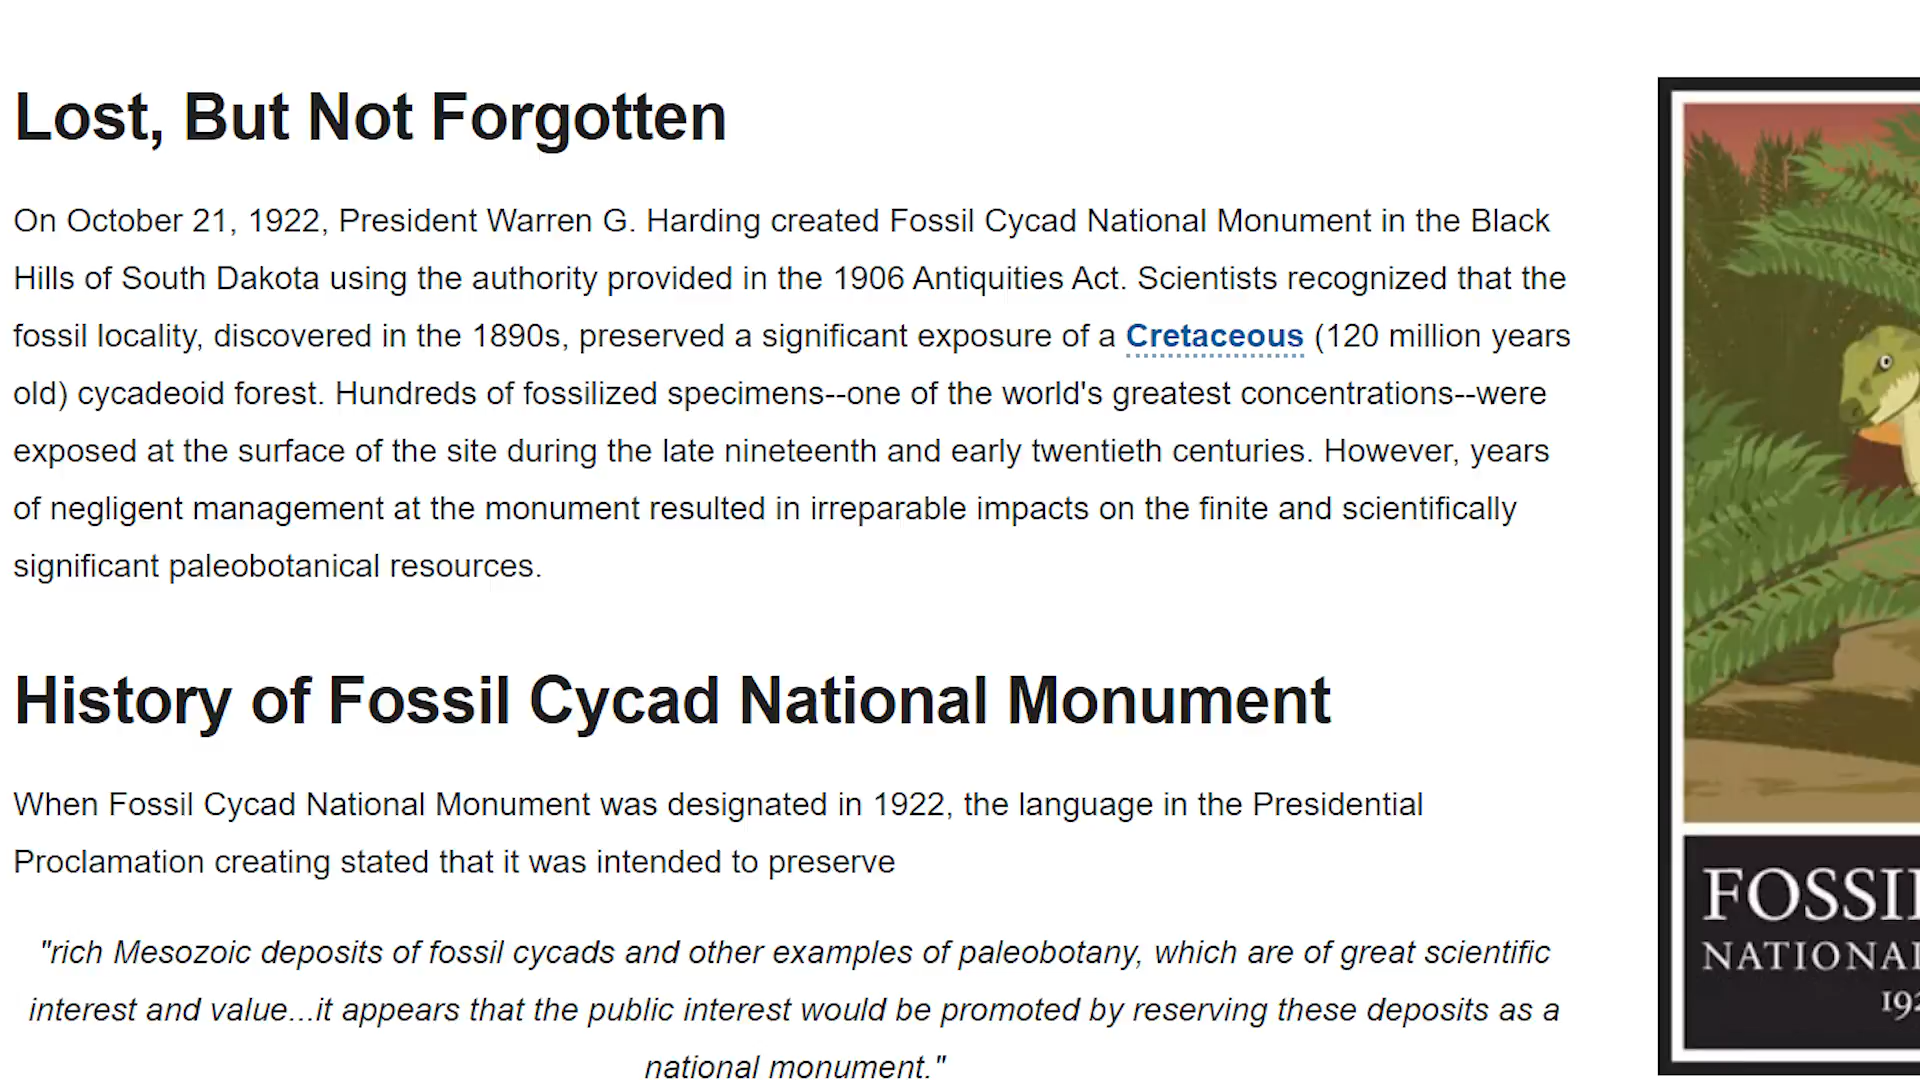 Lost, But Not Forgotten
On October 21, 1922, President Warren G. Harding created Fossil Cycad National Monument in the Black
Hills of South Dakota using the authority provided in the 1906 Antiquities Act. Scientists recognized that the
fossil locality, discovered in the 1890s, preserved a significant exposure of a Cretaceous (120 million years
old) cycadeoid forest. Hundreds of fossilized specimens--one of the world's greatest concentrations--were
exposed at the surface of the site during the late nineteenth and early twentieth centuries. However, years
of negligent management at the monument resulted in irreparable impacts on the finite and scientifically
significant paleobotanical resources.
History of Fossil Cycad National Monument
When Fossil Cycad National Monument was designated in 1922, the language in the Presidential
Proclamation creating stated that it was intended to preserve
"rich Mesozoic deposits of fossil cycads and other examples of paleobotany, which are of great scientific
interest and value...it appears that the public interest would be promoted by reserving these deposits as a
national monument."
FOSSI
NATIONA
192